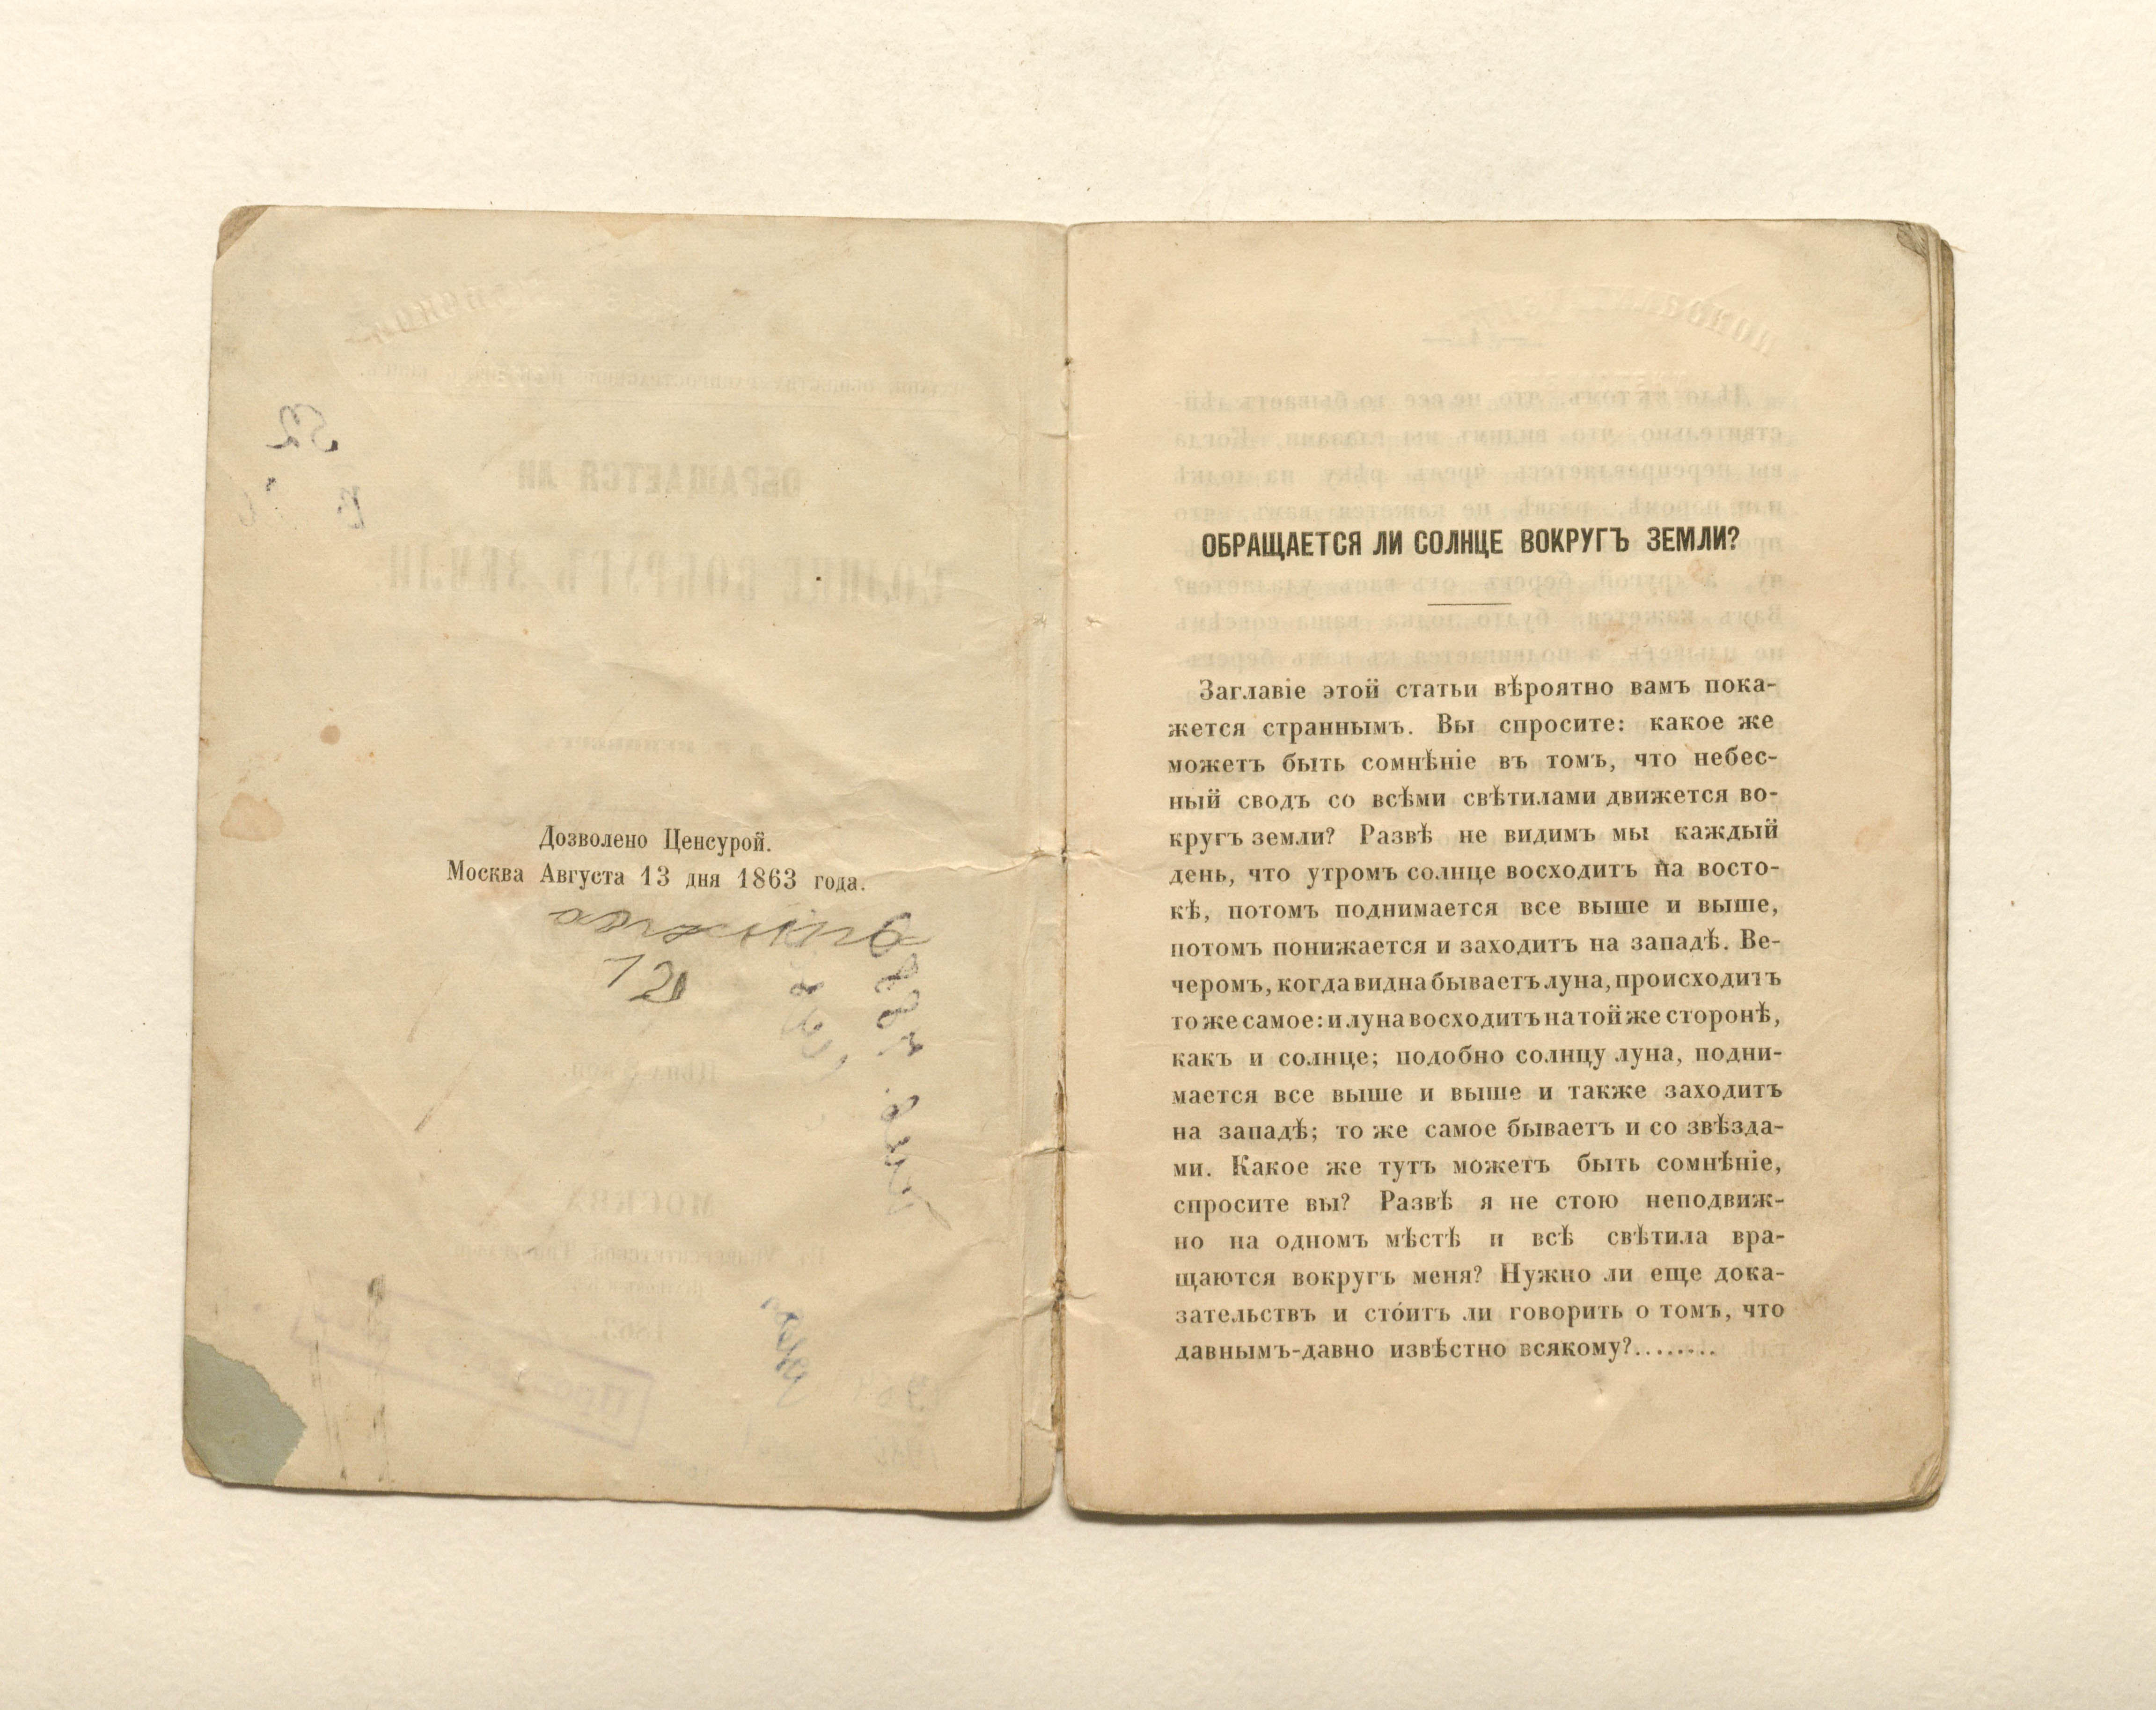 Дозволено Ценсурой.
Москва Августа 13 дня 1863 года.
12
ОБРАЩАЕТСЯ ЛИ СОЛНЦЕ ВОКРУГЪ ЗЕМЛИ?
Заглавіе этой статьи вѣроятно вамъ пока-
жется страннымъ. Вы спросите: какое же
можетъ быть сомнѣніе въ томъ, что небес-
ный сводъ со всѣми свѣтилами движется во-
кругъ земли? Развѣ не видимъ мы каждый
день, что утромъ солнце восходитъ на восто-
кѣ, потомъ поднимается все выше и выше,
потомъ понижается и заходитъ на западѣ. Ве-
черомъ, когда видна бываетъ луна, происходитъ
то же самое: и луна восходитъ на той же сторонѣ,
какъ и солнце; подобно солнцу луна, подни-
мается все выше и выше и также заходитъ
на западѣ; то же самое бываетъ и со звѣзда-
ми. Какое же тутъ можетъ быть сомнѣніе,
спросите вы? Развѣ я не стою неподвиж-
но на одномъ мѣстѣ и всѣ свѣтила вра-
щаются вокругъ меня? Нужно ли еще дока-
зательствъ и сто́итъ ли говорить о томъ, что
давнымъ-давно извѣстно всякому?........